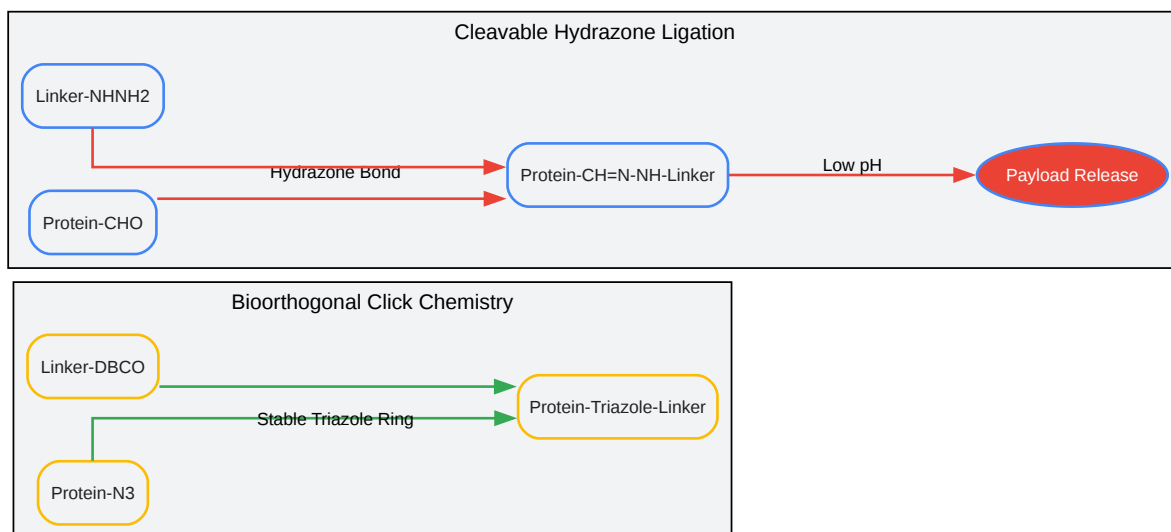 Cleavable Hydrazone Ligation
Linker-NHNH2
Hydrazone Bond
Protein-CHO
Protein-CH=N-NH-Linker
Low pH
Payload Release
Bioorthogonal Click Chemistry
Linker-DBCO
Stable Triazole Ring
Protein-N3
Protein-Triazole-Linker